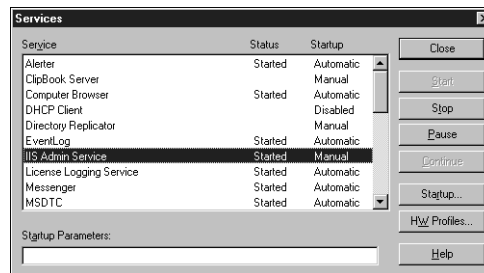 Services
Service Status Startup
Alerter Started Automatic
ClipBook Server Manual
Computer Browser Started Automatic
DHCP Client Disabled
Directory Replicator Manual
EventLog Started Automatic
IIS Admin Service Started Manual
License Logging Service Started Automatic
Messenger Started Automatic
MSDTC Started Automatic
Startup Parameters:
Close
Start
Stop
Pause
Continue
Startup...
HW Profiles...
Help